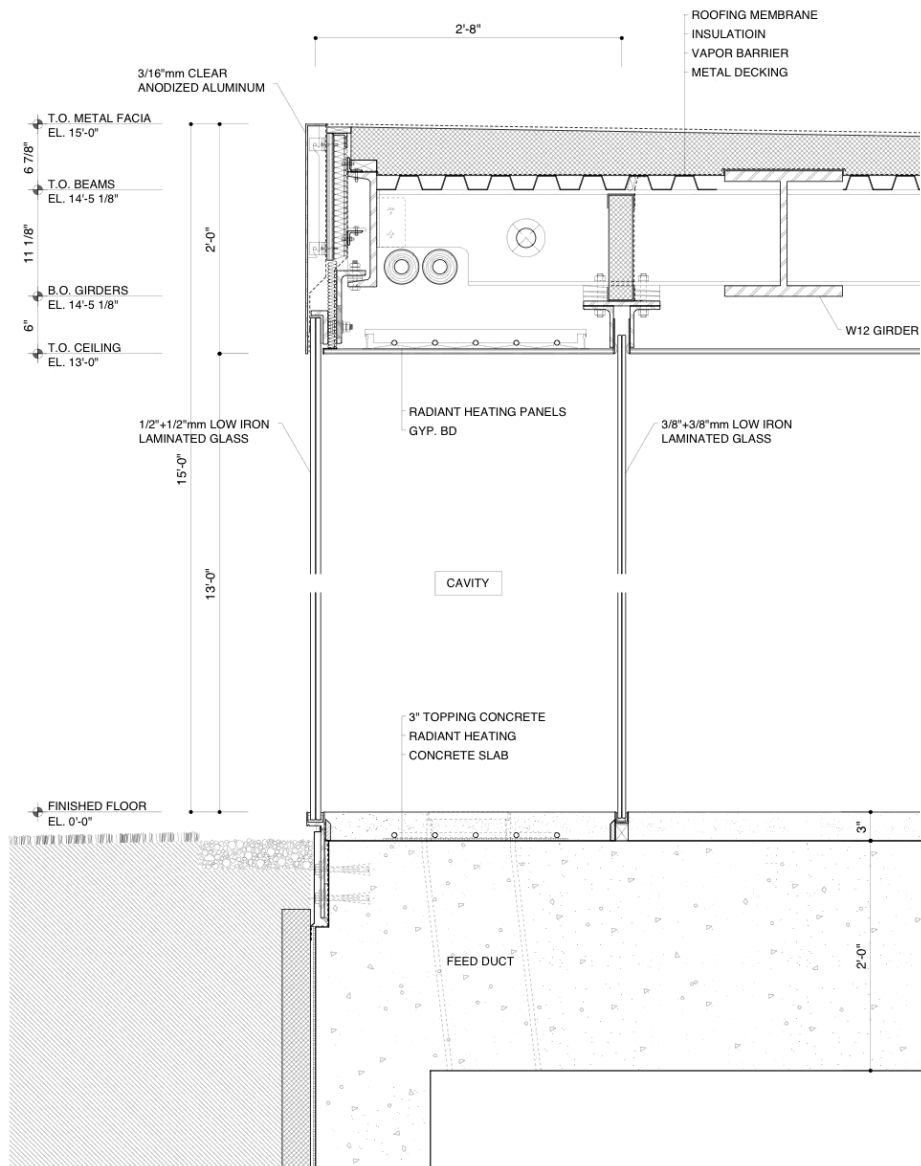 2'-8"
ROOFING MEMBRANE
INSULATIOIN
VAPOR BARRIER
METAL DECKING
3/16"mm CLEAR
ANODIZED ALUMINUM
T.O. METAL FACIA
EL. 15'-0"
6 7/8"
T.O. BEAMS
EL. 14'-5 1/8"
11 1/8"
2'-0"
B.O. GIRDERS
EL. 14'-5 1/8"
6"
W12 GIRDER
T.O. CEILING
EL. 13'-0"
RADIANT HEATING PANELS
GYP. BD
1/2"+1/2"mm LOW IRON
LAMINATED GLASS
3/8"+3/8"mm LOW IRON
LAMINATED GLASS
15'-0"
13'-0"
CAVITY
3" TOPPING CONCRETE
RADIANT HEATING
CONCRETE SLAB
FINISHED FLOOR
EL. 0'-0"
3"
FEED DUCT
2'-0"